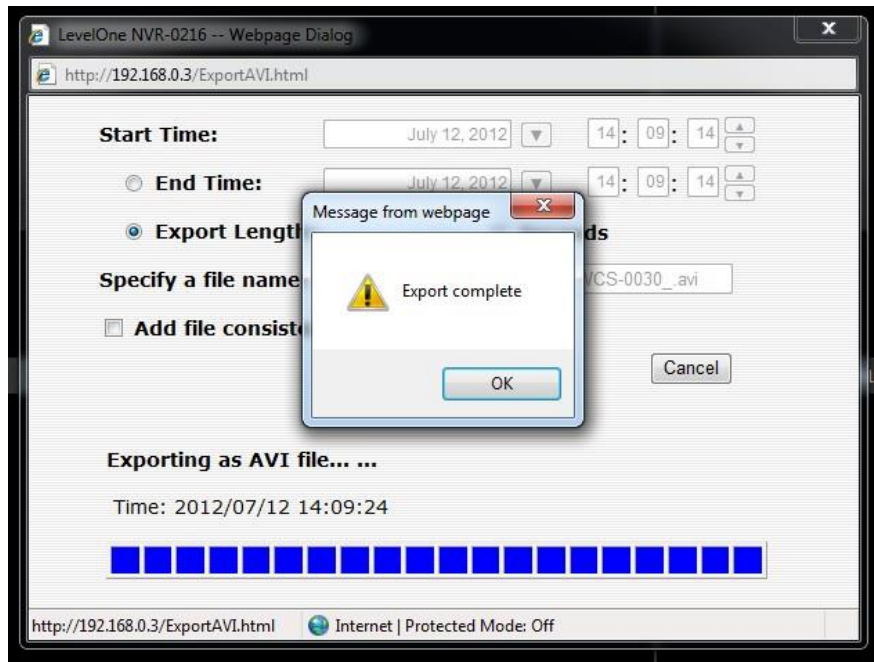 LevelOne NVR-0216 -- Webpage Dialog
x
http://192.168.0.3/ExportAVI.html
Start Time: July 12, 2012 14: 09: 14
End Time: July 12, 2012 14: 09: 14
Message from webpage
x
Export Lengt ds
Specify a file name VCS-0030_.avi
Export complete
Add file consiste
Cancel
OK
Exporting as AVI file... ...
Time: 2012/07/12 14:09:24
http://192.168.0.3/ExportAVI.html Internet | Protected Mode: Off